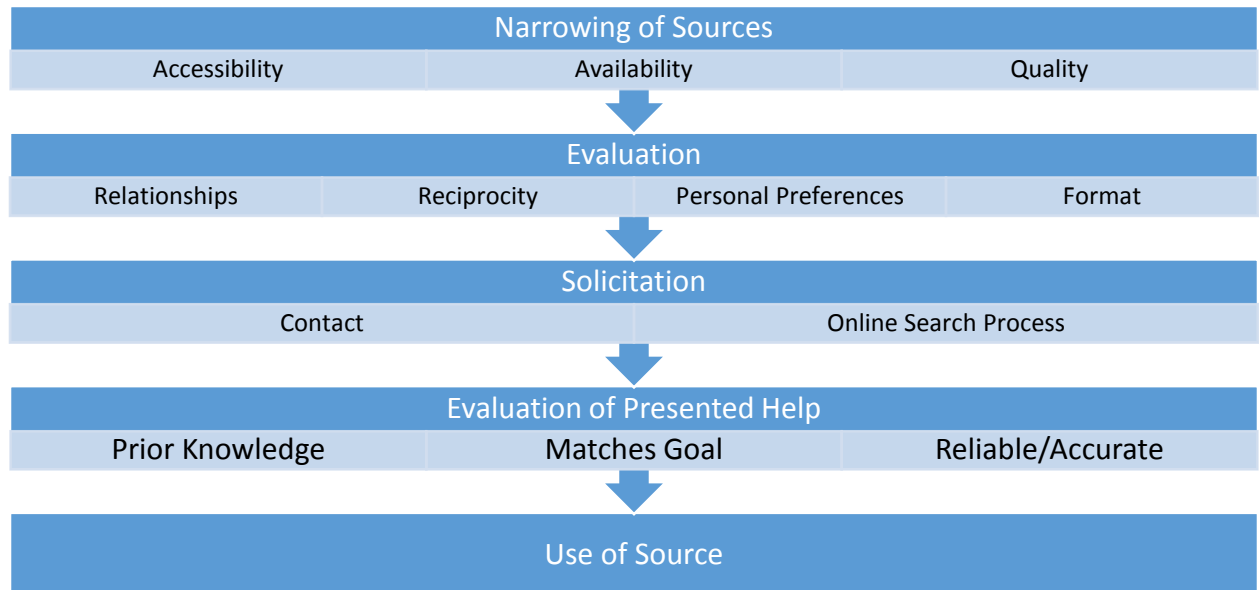 Narrowing of Sources
Accessibility Availability Quality
Evaluation
Relationships Reciprocity Personal Preferences Format
Solicitation
Contact Online Search Process
Evaluation of Presented Help
Prior Knowledge Matches Goal Reliable/Accurate
Use of Source